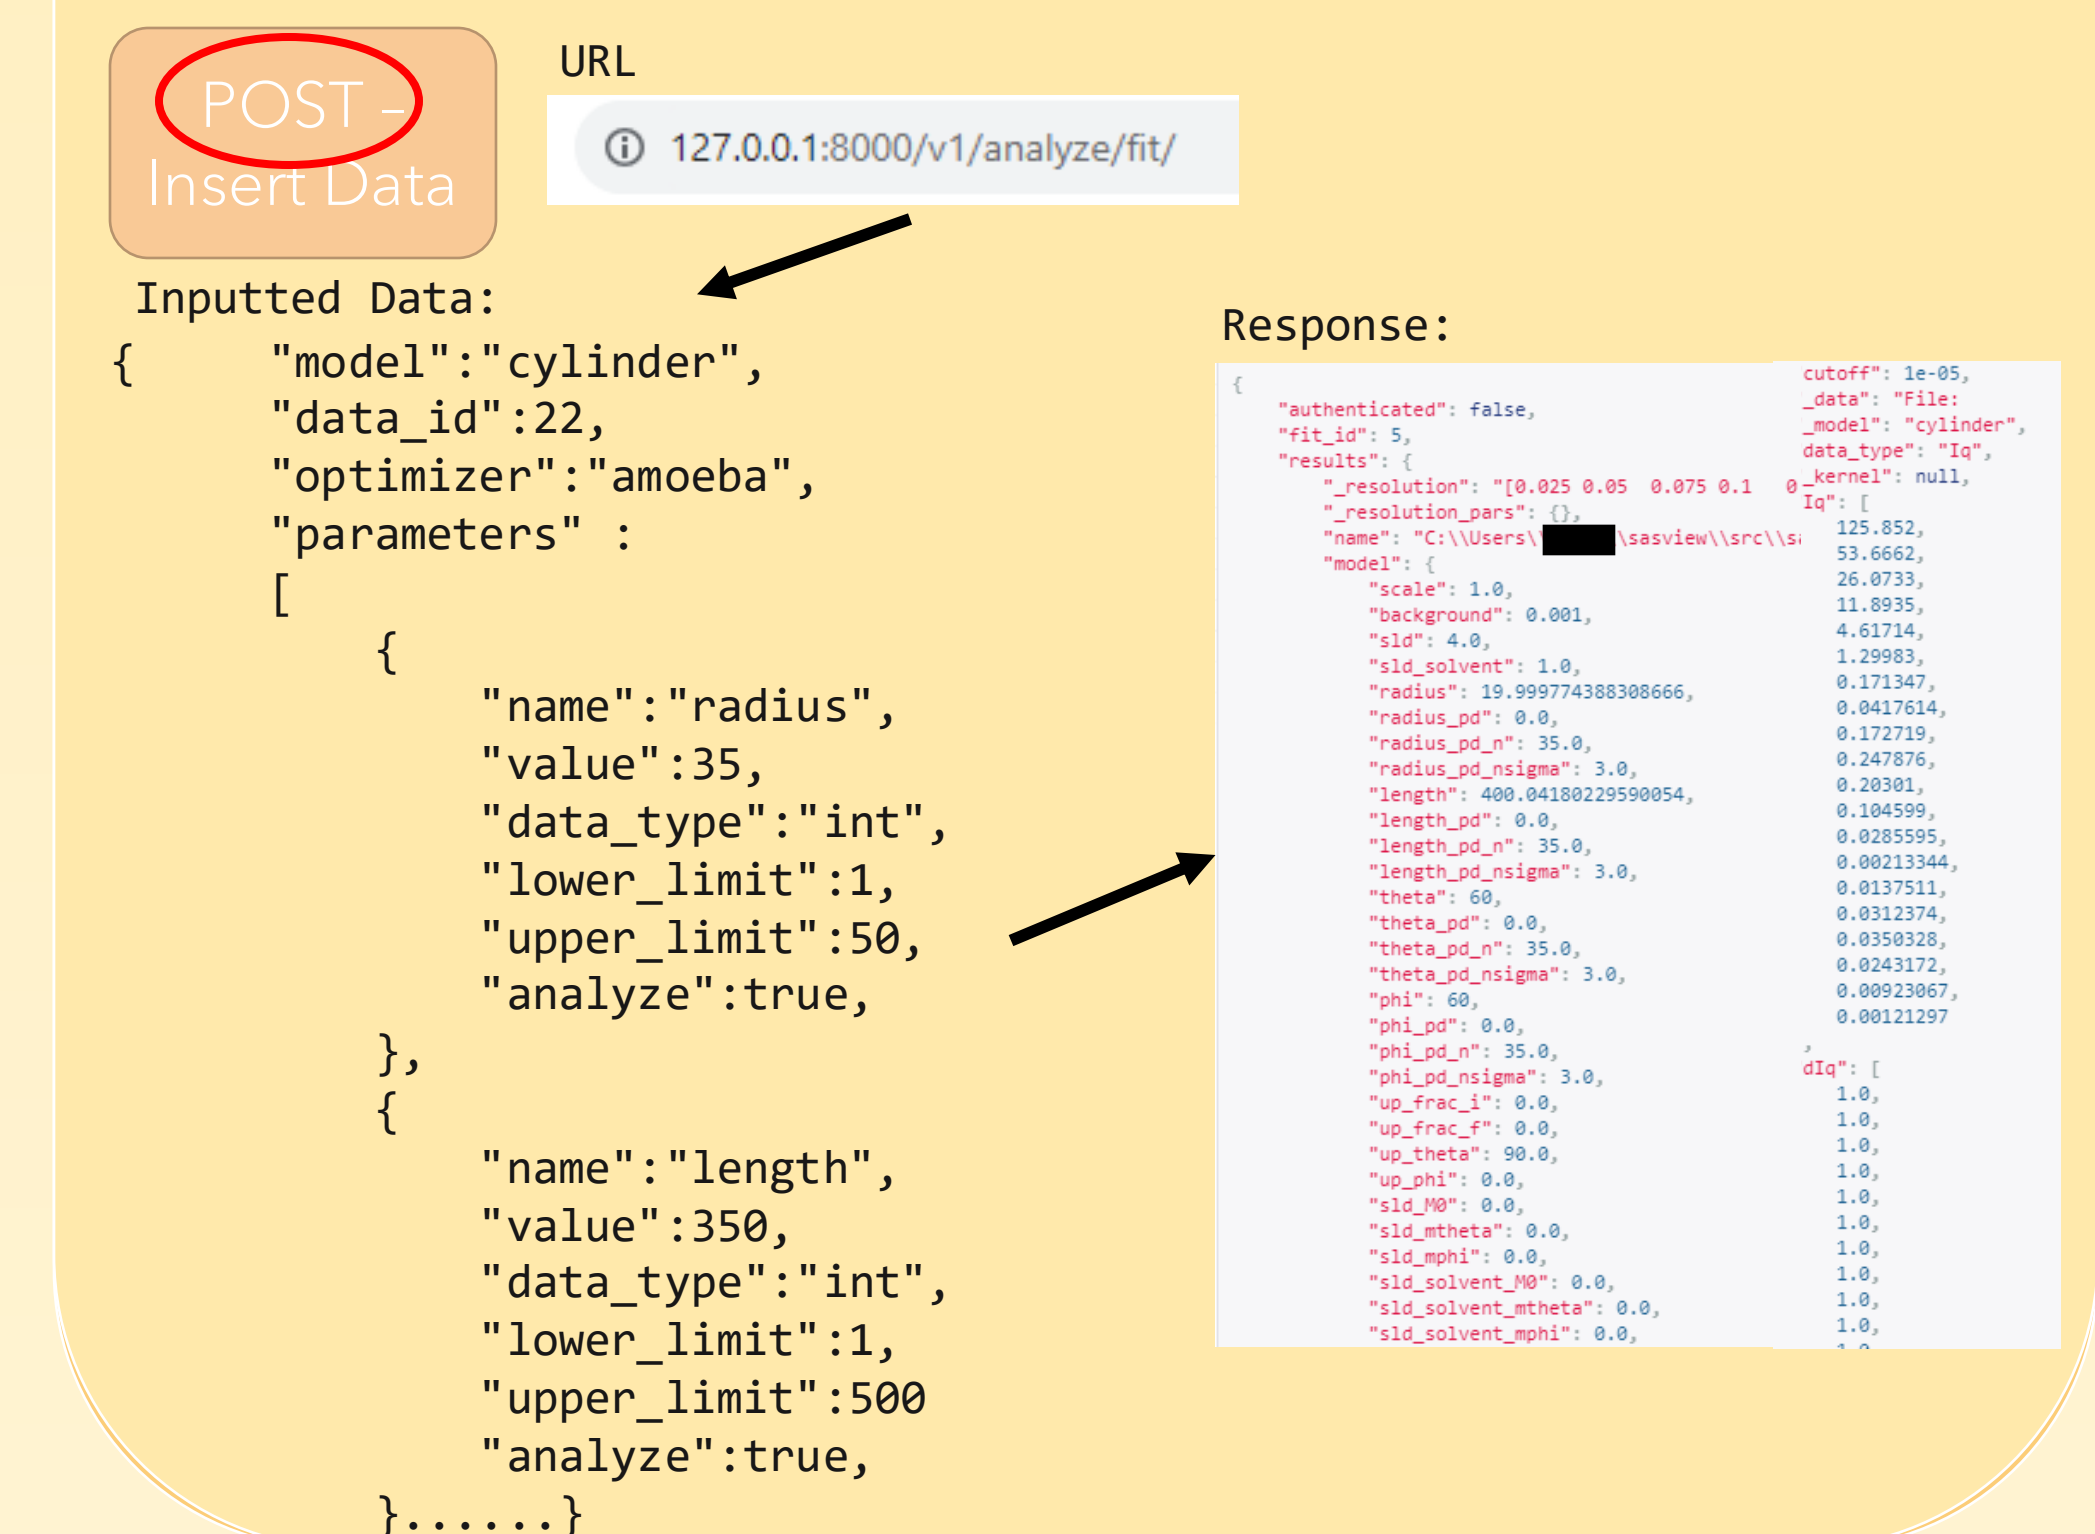 POST –
Insert Data
URL
127.0.0.1:8000/v1/analyze/fit/
Inputted Data:
{ "model":"cylinder",
"data_id":22,
"optimizer":"amoeba",
"parameters" :
[
{
"name":"radius",
"value":35,
"data_type":"int",
"lower_limit":1,
"upper_limit":50,
"analyze":true,
},
{
"name":"length",
"value":350,
"data_type":"int",
"lower_limit":1,
"upper_limit":500
"analyze":true,
}......}
Response:
{
"authenticated": false,
"fit_id": 5,
"results": {
"_resolution": "[0.025 0.05 0.075 0.1 0
"_resolution_pars": {},
"name": "C:\\Users\\ \sasview\\src\\sa
"model": {
"scale": 1.0,
"background": 0.001,
"sld": 4.0,
"sld_solvent": 1.0,
"radius": 19.999774388308666,
"radius_pd": 0.0,
"radius_pd_n": 35.0,
"radius_pd_nsigma": 3.0,
"length": 400.04180229590054,
"length_pd": 0.0,
"length_pd_n": 35.0,
"length_pd_nsigma": 3.0,
"theta": 60,
"theta_pd": 0.0,
"theta_pd_n": 35.0,
"theta_pd_nsigma": 3.0,
"phi": 60,
"phi_pd": 0.0,
"phi_pd_n": 35.0,
"phi_pd_nsigma": 3.0,
"up_frac_i": 0.0,
"up_frac_f": 0.0,
"up_theta": 90.0,
"up_phi": 0.0,
"sld_M0": 0.0,
"sld_mtheta": 0.0,
"sld_mphi": 0.0,
"sld_solvent_M0": 0.0,
"sld_solvent_mtheta": 0.0,
"sld_solvent_mphi": 0.0,
cutoff": 1e-05,
_data": "File:
_model": "cylinder",
data_type": "Iq",
_kernel": null,
Iq": [
125.852,
53.6662,
26.0733,
11.8935,
4.61714,
1.29983,
0.171347,
0.0417614,
0.172719,
0.247876,
0.20301,
0.104599,
0.0285595,
0.00213344,
0.0137511,
0.0312374,
0.0350328,
0.0243172,
0.00923067,
0.00121297
,
dIq": [
1.0,
1.0,
1.0,
1.0,
1.0,
1.0,
1.0,
1.0,
1.0,
1.0,